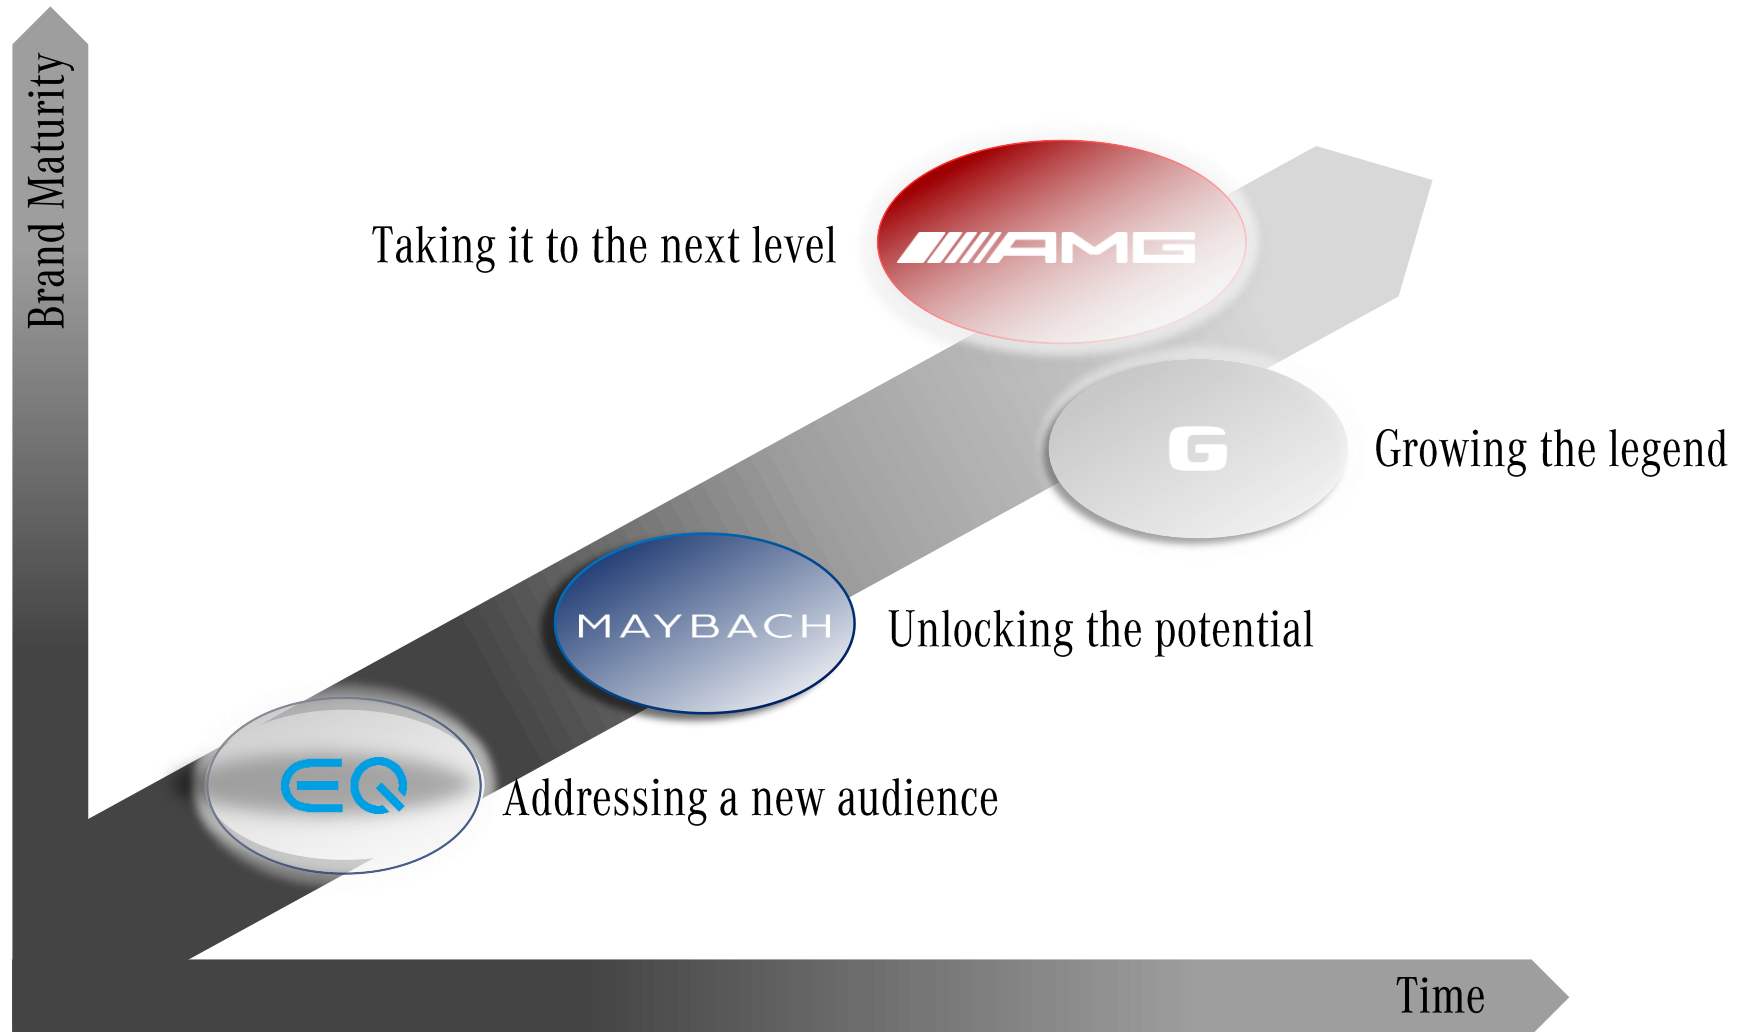 Brand Maturity
Taking it to the next level
AMG
G
Growing the legend
MAYBACH
Unlocking the potential
EQ
Addressing a new audience
Time